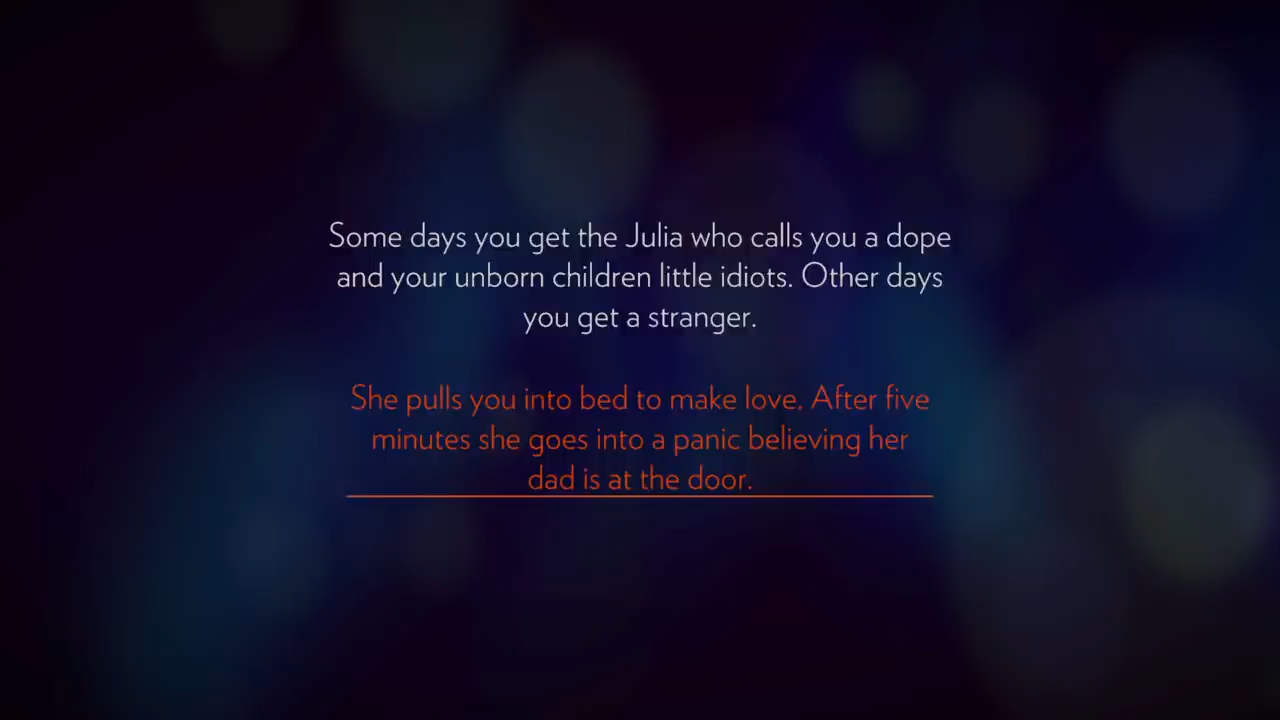 Some days you get the Julia who calls you a dope
and your unborn children little idiots. Other days
you get a stranger.
She pulls you into bed to make love. After five
minutes she goes into a panic believing her
dad is at the door.